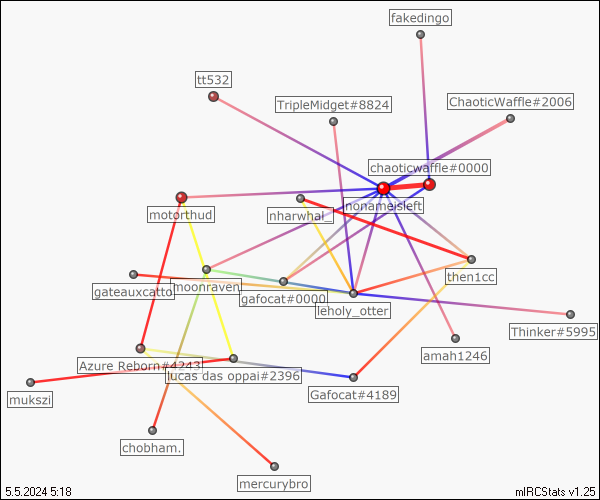 fakedingo
tt532
TripleMidget#8824
ChaoticWaffle#2006
chaoticwaffle#0000
nonameisleft
motorthud
nharwhal_
then1cc
gateauxcatto
moonraven
gafocat#0000
leholy_otter
Thinker#5995
amah1246
Azure Reborn#4243
lucas das oppai#2396
Gafocat#4189
mukszi
chobham.
mercurybro
5.5.2024 5:18
mIRCStats v1.25